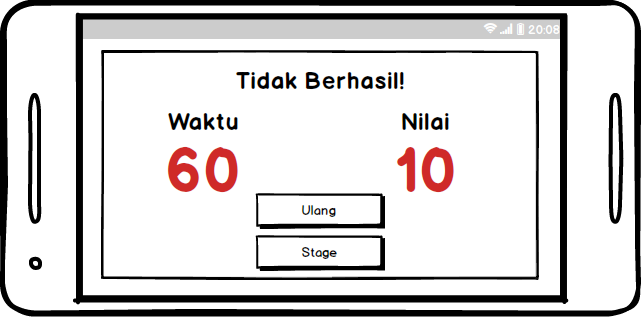 20:08
Tidak Berhasil!
Waktu Nilai
60 10
Ulang
Stage